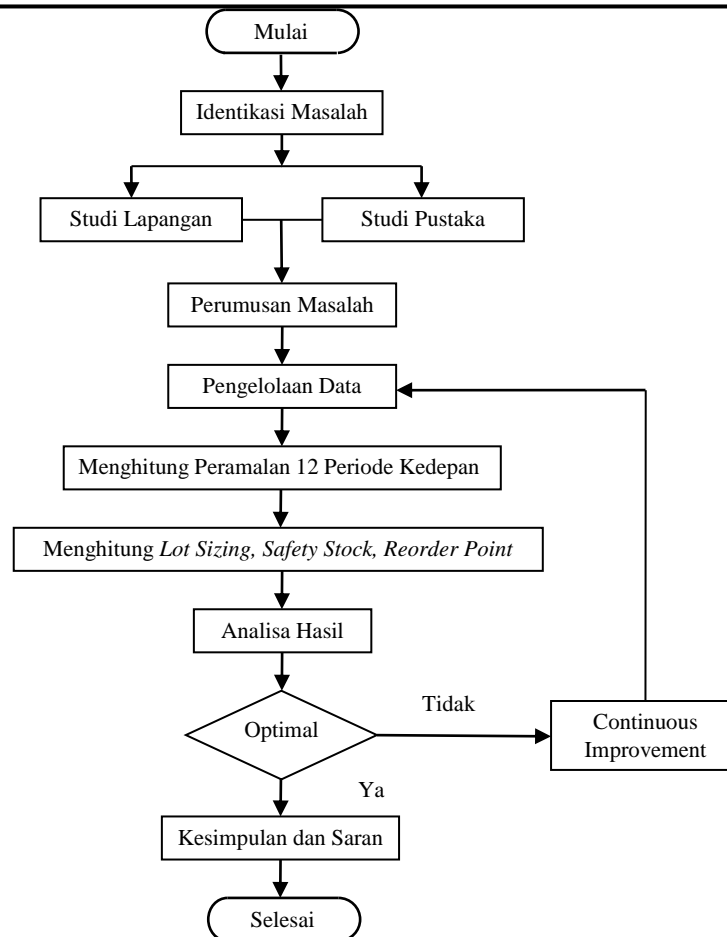 Mulai
Identikasi Masalah
Studi Lapangan
Studi Pustaka
Perumusan Masalah
Pengelolaan Data
Menghitung Peramalan 12 Periode Kedepan
Menghitung Lot Sizing, Safety Stock, Reorder Point
Analisa Hasil
Optimal
Tidak
Continuous
Improvement
Ya
Kesimpulan dan Saran
Selesai